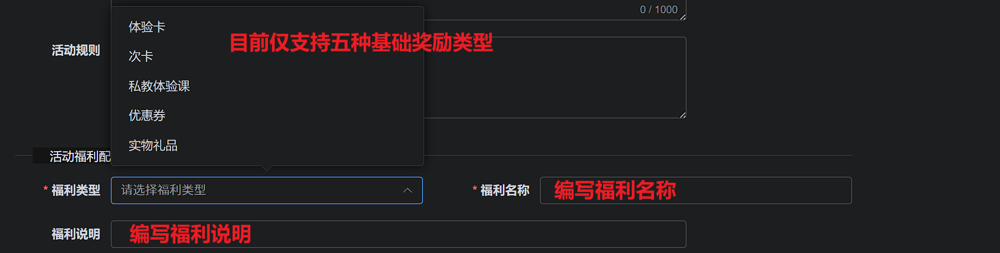 0 / 1000
体验卡
目前仅支持五种基础奖励类型
活动规则
次卡
私教体验课
优惠券
实物礼品
活动福利配
* 福利类型
请选择福利类型
* 福利名称
编写福利名称
福利说明
编写福利说明